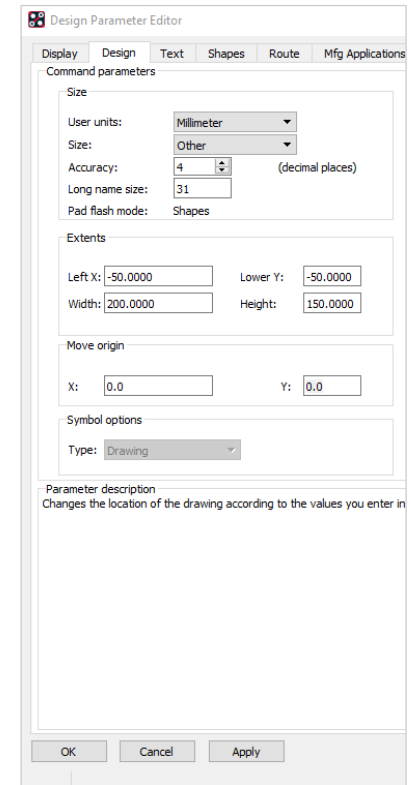 Design Parameter Editor
Display Design Text Shapes Route Mfg Applications
Command parameters
Size
User units: Millimeter
Size: Other
Accuracy: 4 (decimal places)
Long name size: 31
Pad flash mode: Shapes
Extents
Left X: -50.0000 Lower Y: -50.0000
Width: 200.0000 Height: 150.0000
Move origin
X: 0.0 Y: 0.0
Symbol options
Type: Drawing
Parameter description
Changes the location of the drawing according to the values you enter in
OK Cancel Apply